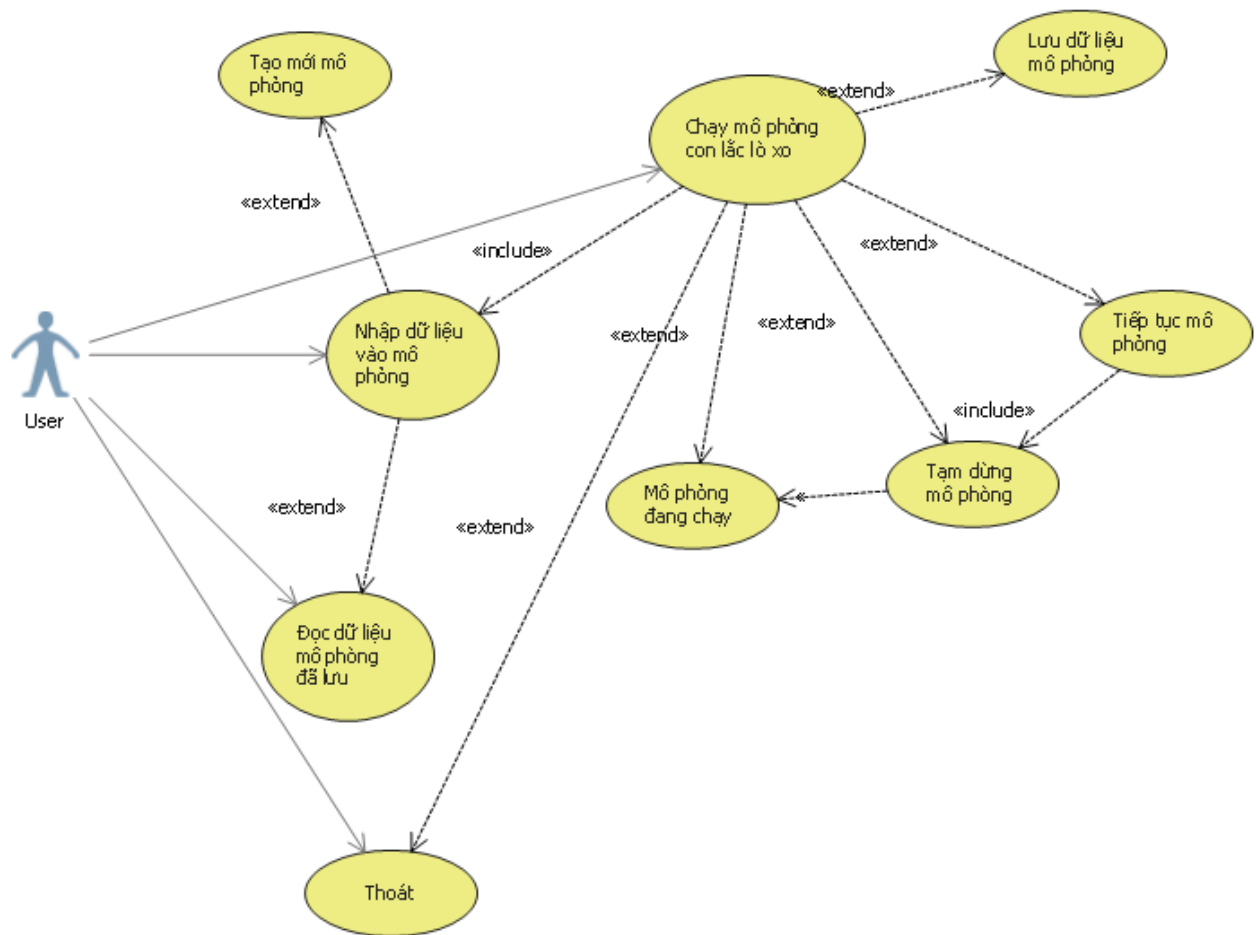 Tạo mới mô
phỏng
Lưu dữ liệu
mô phỏng
«extend»
Chạy mô phỏng
con lắc lò xo
«extend»
«extend»
«include»
Nhập dữ liệu
vào mô
phỏng
User
«extend»
«extend»
Tiếp tục mô
phỏng
«include»
Mô phỏng
đang chạy
Tạm dừng
mô phòng
«extend»
«extend»
Đọc dữ liệu
mô phòng
đã lưu
Thoát